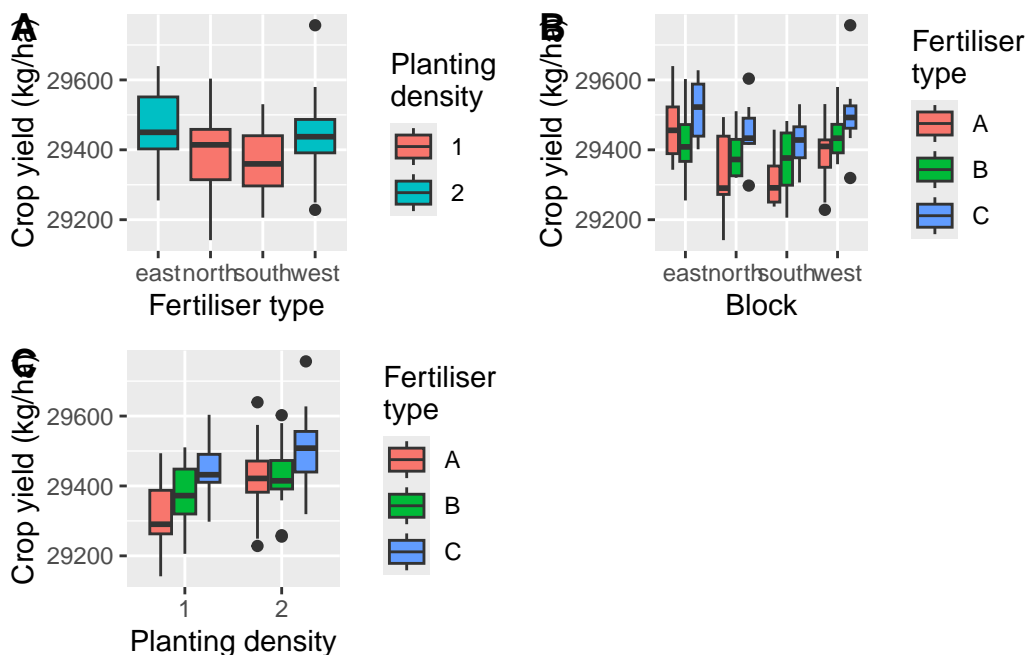 A
Crop yield (kg/ha)
29600
29400
29200
east north south west
Fertiliser type
Planting
density
1
2
B
Crop yield (kg/ha)
29600
29400
29200
east north south west
Block
Fertiliser
type
A
B
C
C
Crop yield (kg/ha)
29600
29400
29200
1 2
Planting density
Fertiliser
type
A
B
C